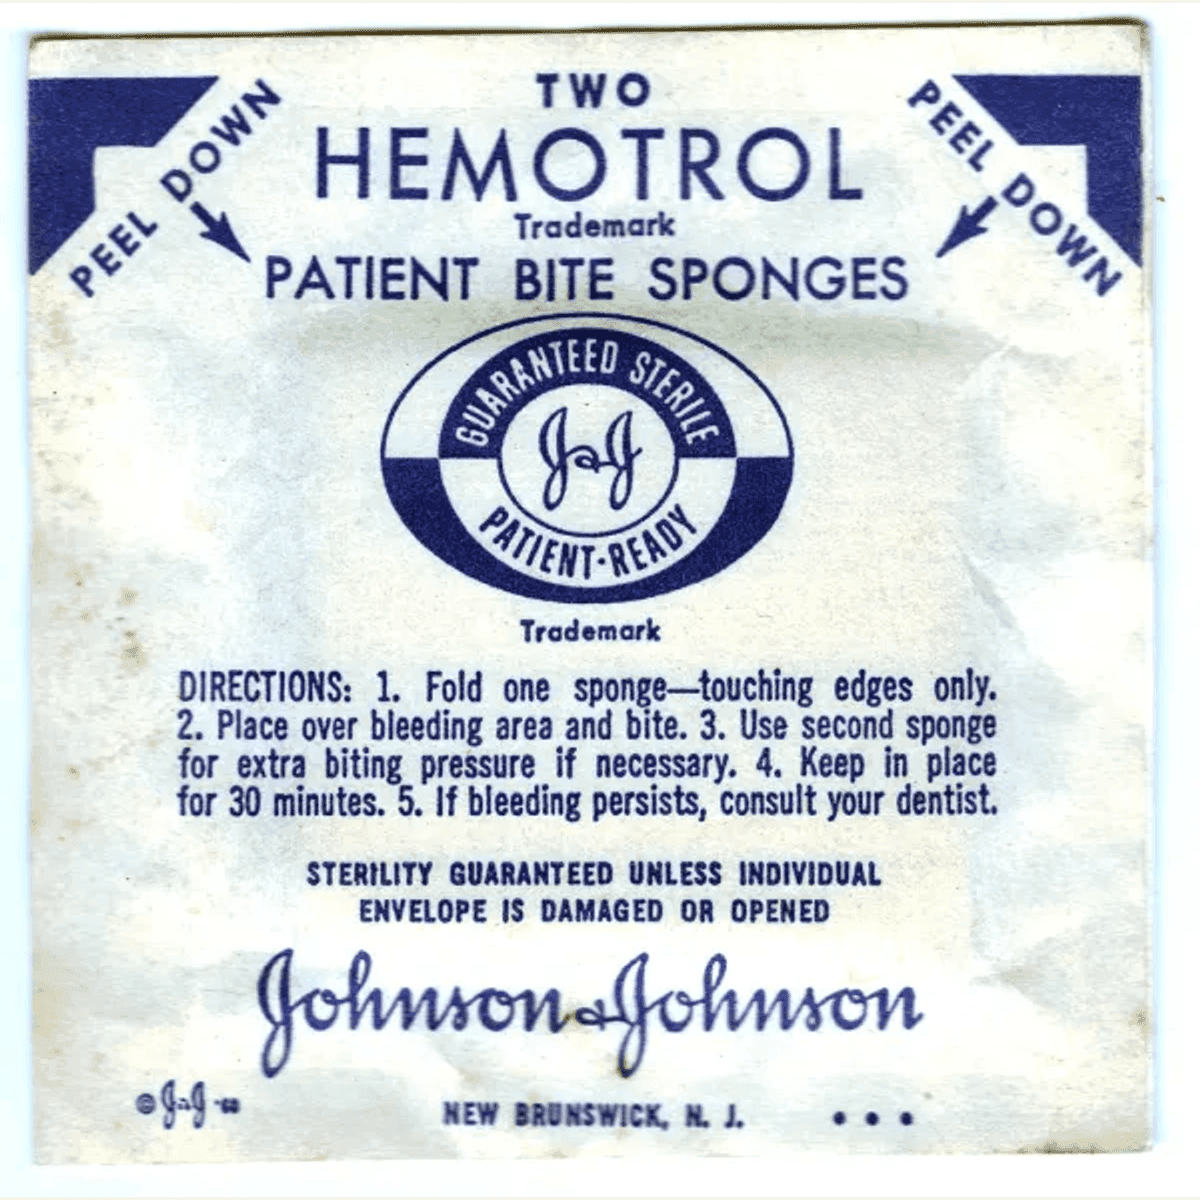 TWO
HEMOTROL
Trademark
PATIENT BITE SPONGES
PEEL DOWN
PEEL DOWN
GUARANTEED STERILE
J&J
PATIENT-READY
Trademark
DIRECTIONS: 1. Fold one sponge—touching edges only.
2. Place over bleeding area and bite. 3. Use second sponge
for extra biting pressure if necessary. 4. Keep in place
for 30 minutes. 5. If bleeding persists, consult your dentist.
STERILITY GUARANTEED UNLESS INDIVIDUAL
ENVELOPE IS DAMAGED OR OPENED
Johnson & Johnson
© J&J
NEW BRUNSWICK, N. J. • • •